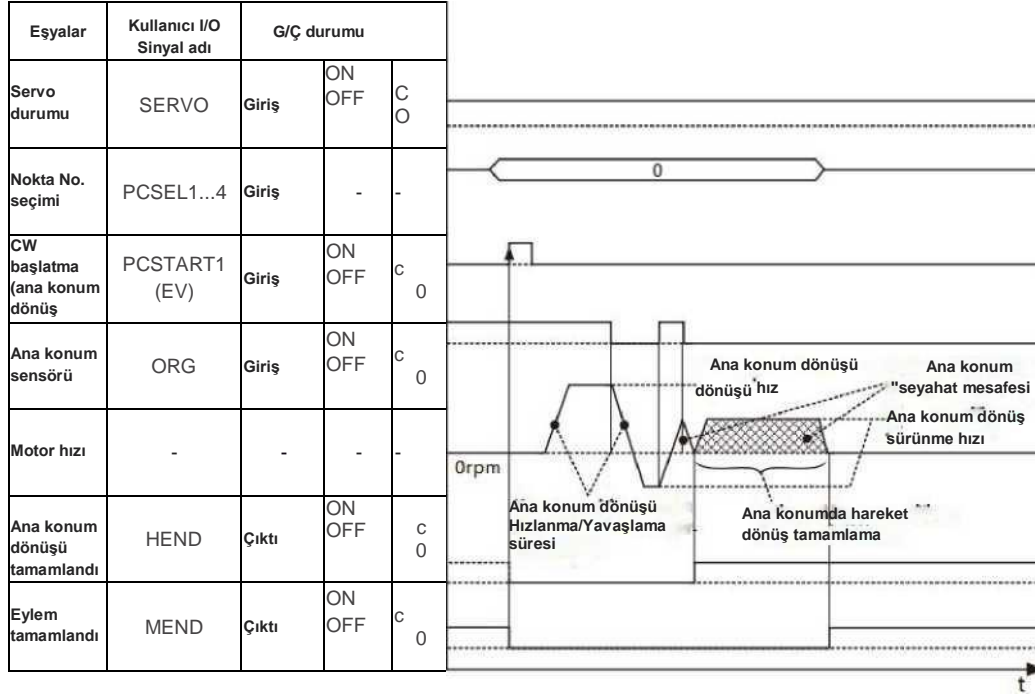 Eşyalar
Kullanıcı I/O
Sinyal adı
G/Ç durumu
Servo
durumu
SERVO
Giriş
ON
OFF
C
O
Nokta No.
seçimi
PCSEL1...4
Giriş
-
-
0
CW
başlatma
(ana konum
dönüş
PCSTART1
(EV)
Giriş
ON
OFF
c
0
Ana konum
sensörü
ORG
Giriş
ON
OFF
c
0
Ana konum dönüşü
dönüşü hız
Ana konum
"seyahat mesafesi
Ana konum dönüş
sürünme hızı
Motor hızı
-
-
-
-
0rpm
Ana konum dönüşü
Hızlanma/Yavaşlama
süresi
Ana konumda hareket
dönüş tamamlama
Ana konum
dönüşü
tamamlandı
HEND
Çıktı
ON
OFF
c
0
Eylem
tamamlandı
MEND
Çıktı
ON
OFF
c
0
t